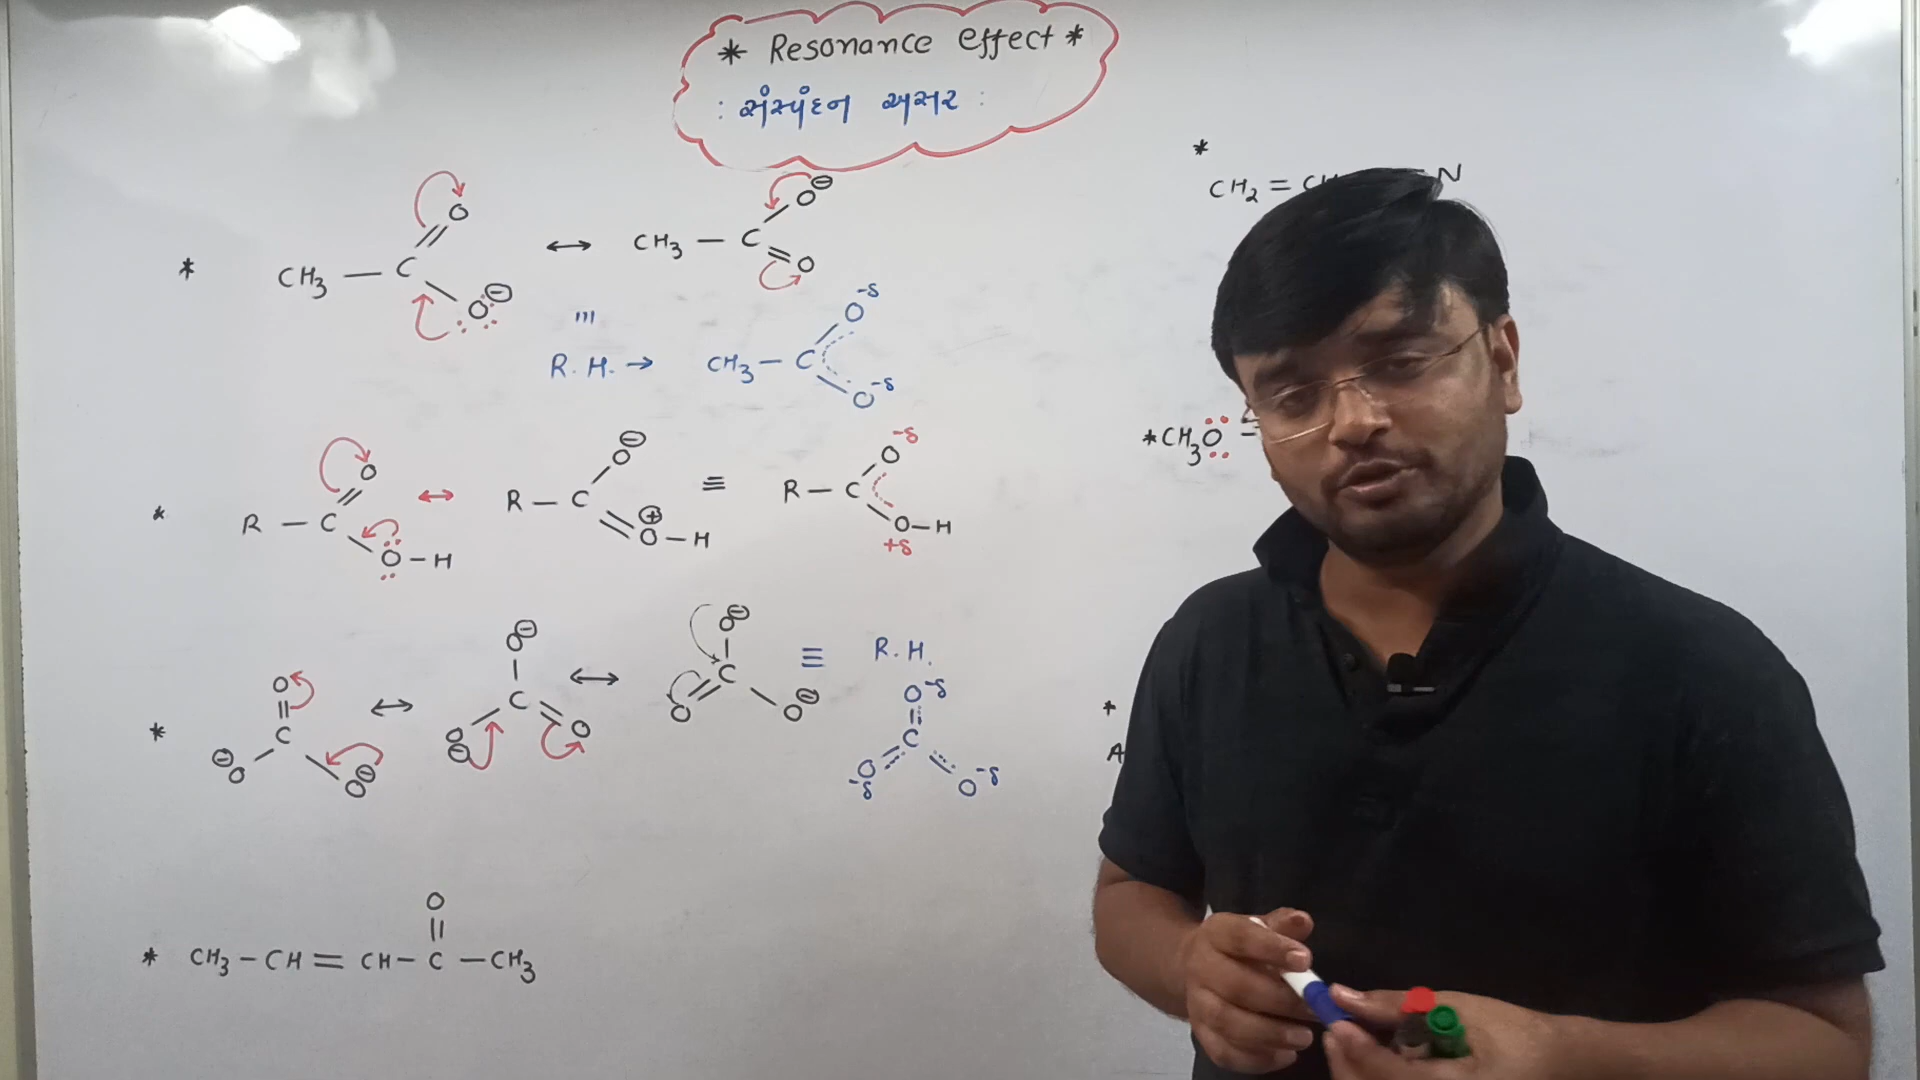 * Resonance effect *
: સંસ્પંદન અસર :
* CH₃ — C = O O⊖ ↔ CH₃ — C O⊖ = O
≡
R. H. → CH₃ — C O-δ O-δ
* R — C = O O — H ↔ R — C O⊖ = O⊕ — H ≡ R — C O-δ O — H +δ
* O = C ⊖O O⊖ ↔ O⊖ C O⊖ = O ↔ O⊖ C = O O⊖ ≡ R. H. O-δ C O-δ O-δ
O
||
* CH₃ — CH = CH — C — CH₃
*
CH₂ = N
* CH₃O
*
A